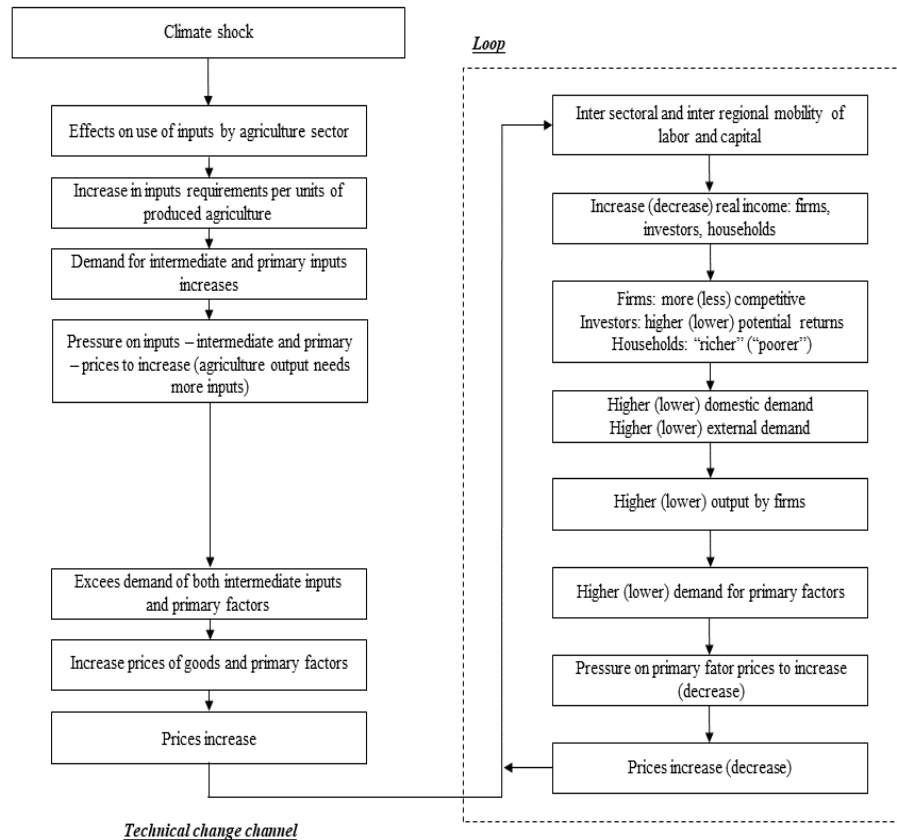 Climate shock
Effects on use of inputs by agriculture sector
Increase in inputs requirements per units of
produced agriculture
Demand for intermediate and primary inputs
increases
Pressure on inputs – intermediate and primary
– prices to increase (agriculture output needs
more inputs)
Excees demand of both intermediate inputs
and primary factors
Increase prices of goods and primary factors
Prices increase
Technical change channel
Loop
Inter sectoral and inter regional mobility of
labor and capital
Increase (decrease) real income: firms,
investors, households
Firms: more (less) competitive
Investors: higher (lower) potential returns
Households: “richer” (“poorer”)
Higher (lower) domestic demand
Higher (lower) external demand
Higher (lower) output by firms
Higher (lower) demand for primary factors
Pressure on primary fator prices to increase
(decrease)
Prices increase (decrease)